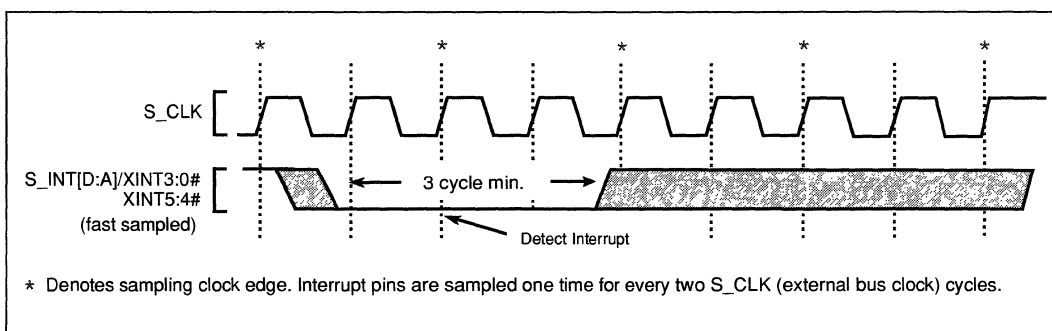 * * * * *
S_CLK
S_INT[D:A]/XINT3:0#
XINT5:4#
(fast sampled)
3 cycle min.
Detect Interrupt
* Denotes sampling clock edge. Interrupt pins are sampled one time for every two S_CLK (external bus clock) cycles.